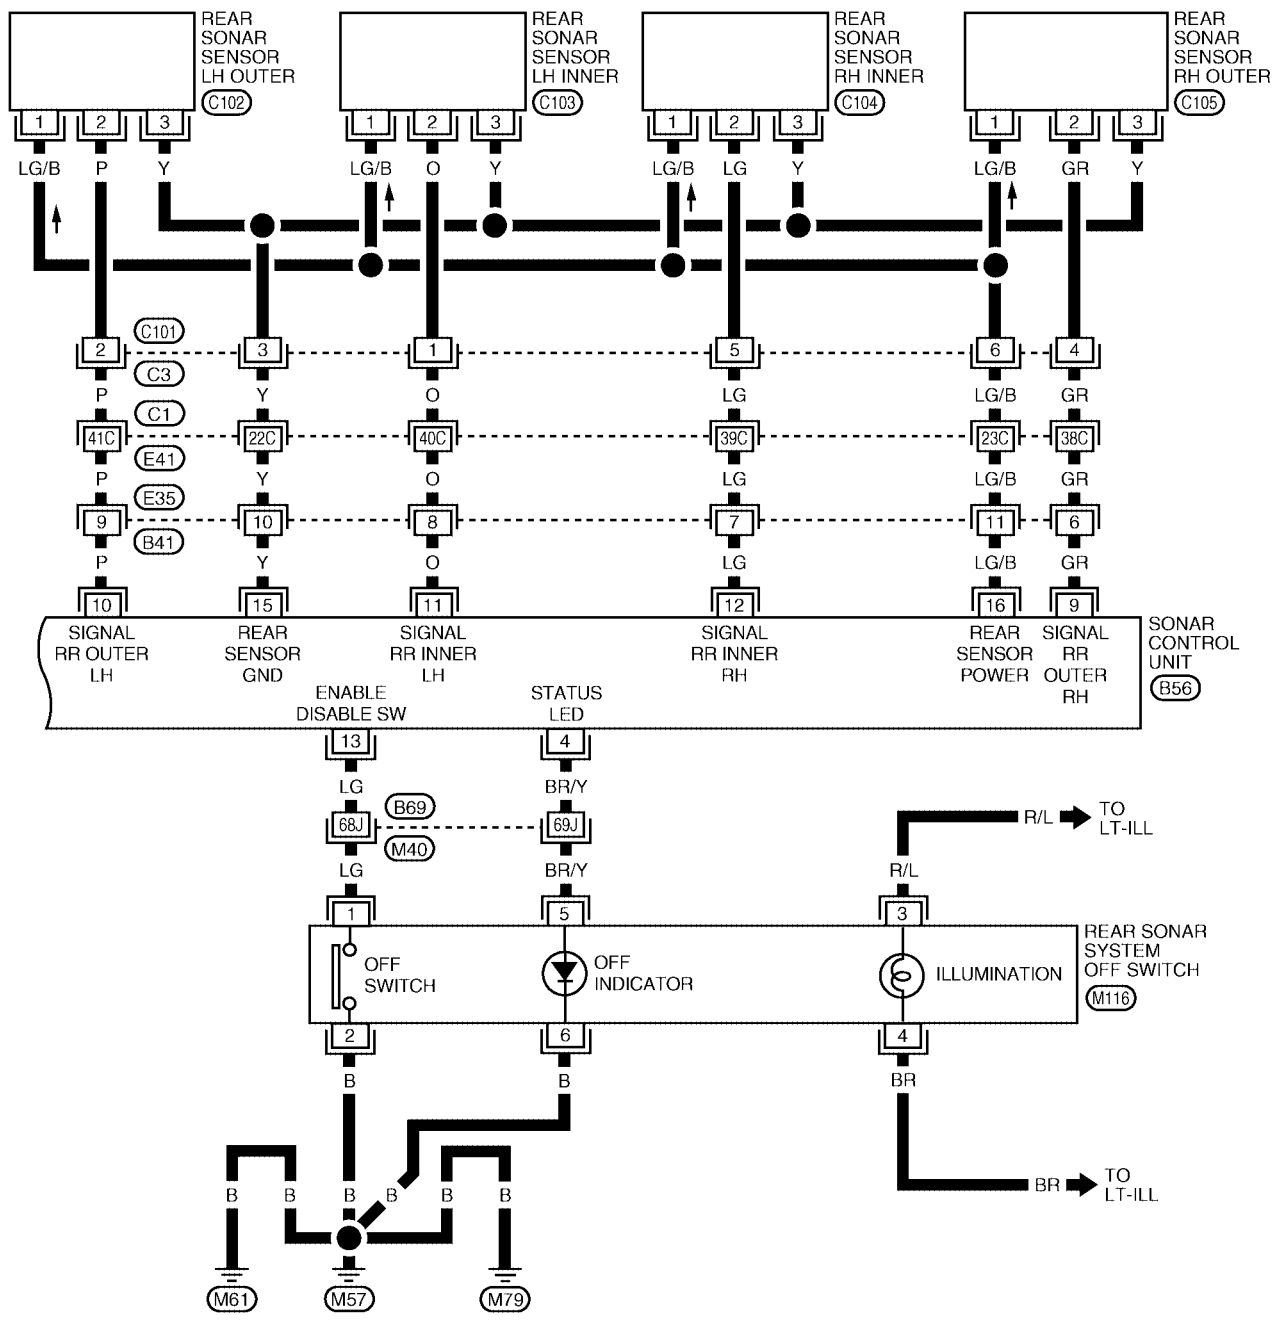 REAR
SONAR
SENSOR
LH OUTER
C102
REAR
SONAR
SENSOR
LH INNER
C103
REAR
SONAR
SENSOR
RH INNER
C104
REAR
SONAR
SENSOR
RH OUTER
C105
1 2 3 1 2 3 1 2 3 1 2 3
LG/B P Y LG/B O Y LG/B LG Y LG/B GR Y
C101
2 3 1 5 6 4
C3
P Y O LG LG/B GR
C1
41C 22C 40C 39C 23C 38C
E41
P Y O LG LG/B GR
E35
9 10 8 7 11 6
B41
P Y O LG LG/B GR
10 15 11 12 16 9
SIGNAL
RR OUTER
LH
REAR
SENSOR
GND
SIGNAL
RR INNER
LH
SIGNAL
RR INNER
RH
REAR
SENSOR
POWER
SIGNAL
RR
OUTER
RH
SONAR
CONTROL
UNIT
B56
ENABLE
DISABLE SW
STATUS
LED
13 4
LG BR/Y
B69
68J 69J
M40
LG BR/Y
R/L
TO
LT-ILL
R/L
1 5 3
OFF
SWITCH
OFF
INDICATOR
ILLUMINATION
REAR SONAR
SYSTEM
OFF SWITCH
M116
2 6 4
B B BR
B B B B B B
BR
TO
LT-ILL
M61 M57 M79